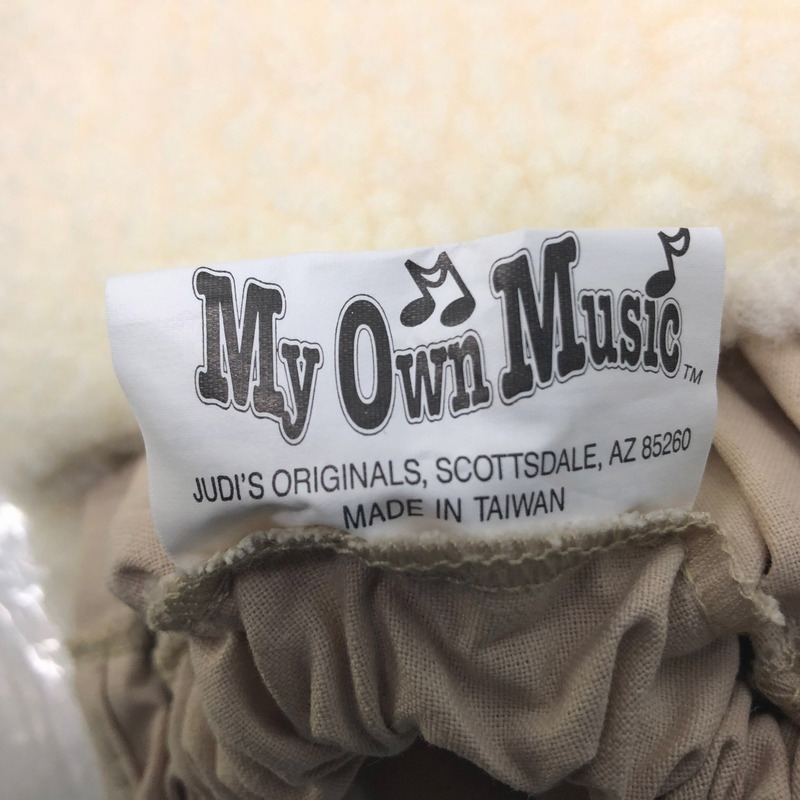 My Own Music™
JUDI'S ORIGINALS, SCOTTSDALE, AZ 85260
MADE IN TAIWAN